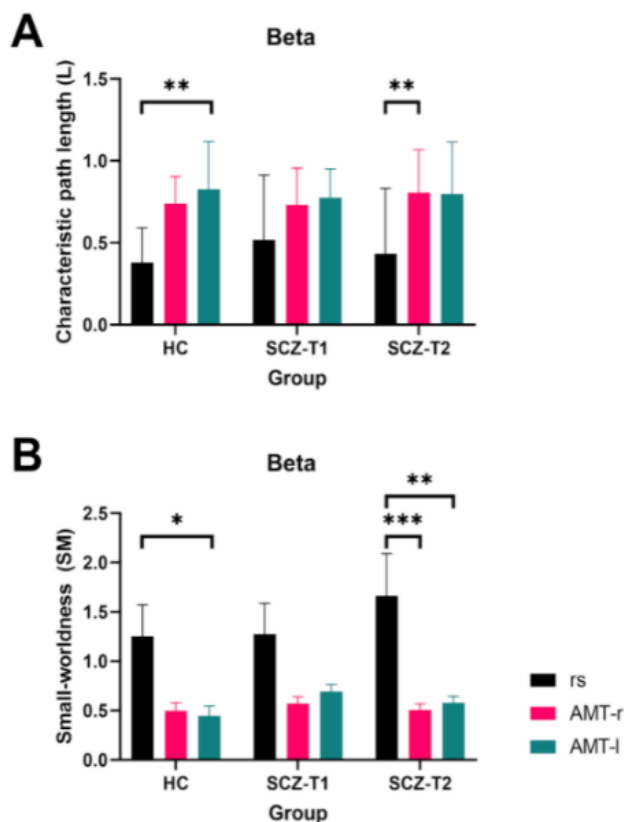 A
Beta
Characteristic path length (L)
1.5
1.0
0.5
0.0
**
**
HC
SCZ-T1
SCZ-T2
Group
B
Beta
Small-worldness (SM)
2.5
2.0
1.5
1.0
0.5
0.0
*
**
***
HC
SCZ-T1
SCZ-T2
Group
rs
AMT-r
AMT-l